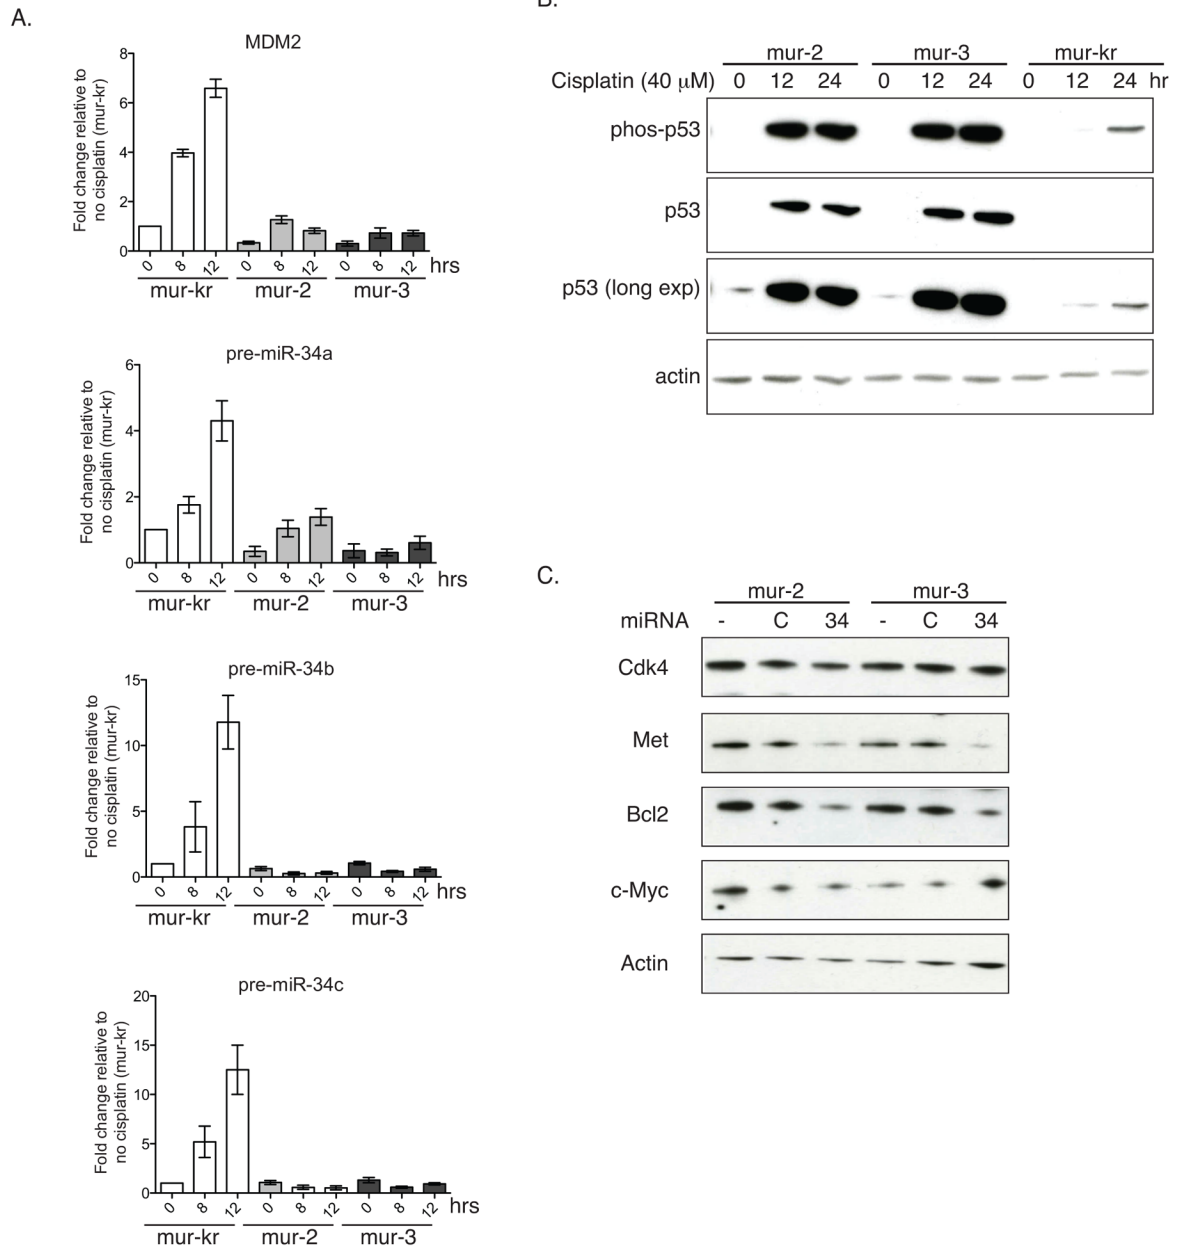 A.
MDM2
Fold change relative to
no cisplatin (mur-kr)
8
6
4
2
0
0 8 12 0 8 12 0 8 12 hrs
mur-kr mur-2 mur-3
pre-miR-34a
Fold change relative to
no cisplatin (mur-kr)
6
4
2
0
0 8 12 0 8 12 0 8 12 hrs
mur-kr mur-2 mur-3
pre-miR-34b
Fold change relative to
no cisplatin (mur-kr)
15
10
5
0
0 8 12 0 8 12 0 8 12 hrs
mur-kr mur-2 mur-3
pre-miR-34c
Fold change relative to
no cisplatin (mur-kr)
20
15
10
5
0
0 8 12 0 8 12 0 8 12 hrs
mur-kr mur-2 mur-3
B.
mur-2 mur-3 mur-kr
Cisplatin (40 µM) 0 12 24 0 12 24 0 12 24 hr
phos-p53
p53
p53 (long exp)
actin
C.
mur-2 mur-3
miRNA - C 34 - C 34
Cdk4
Met
Bcl2
c-Myc
Actin